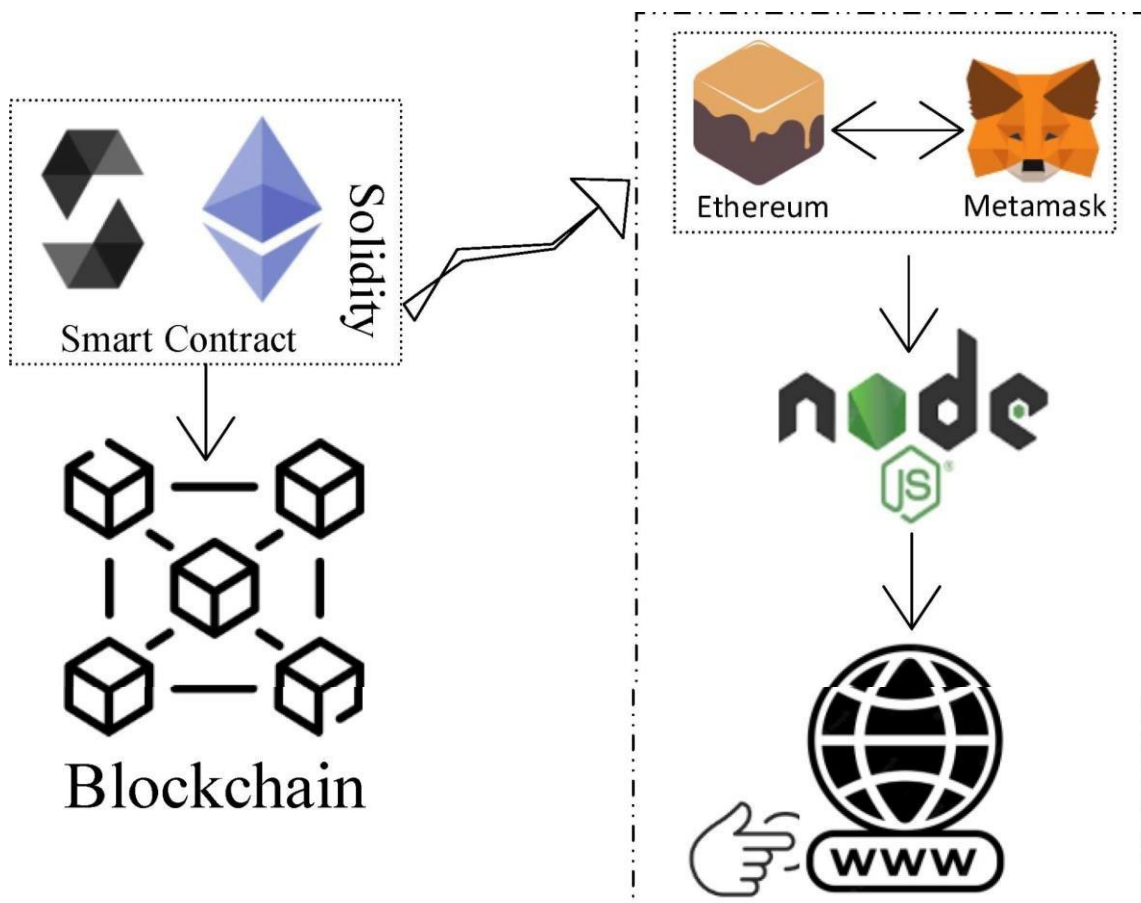 Solidity
Smart Contract
Blockchain
Ethereum
Metamask
node
JS®
www